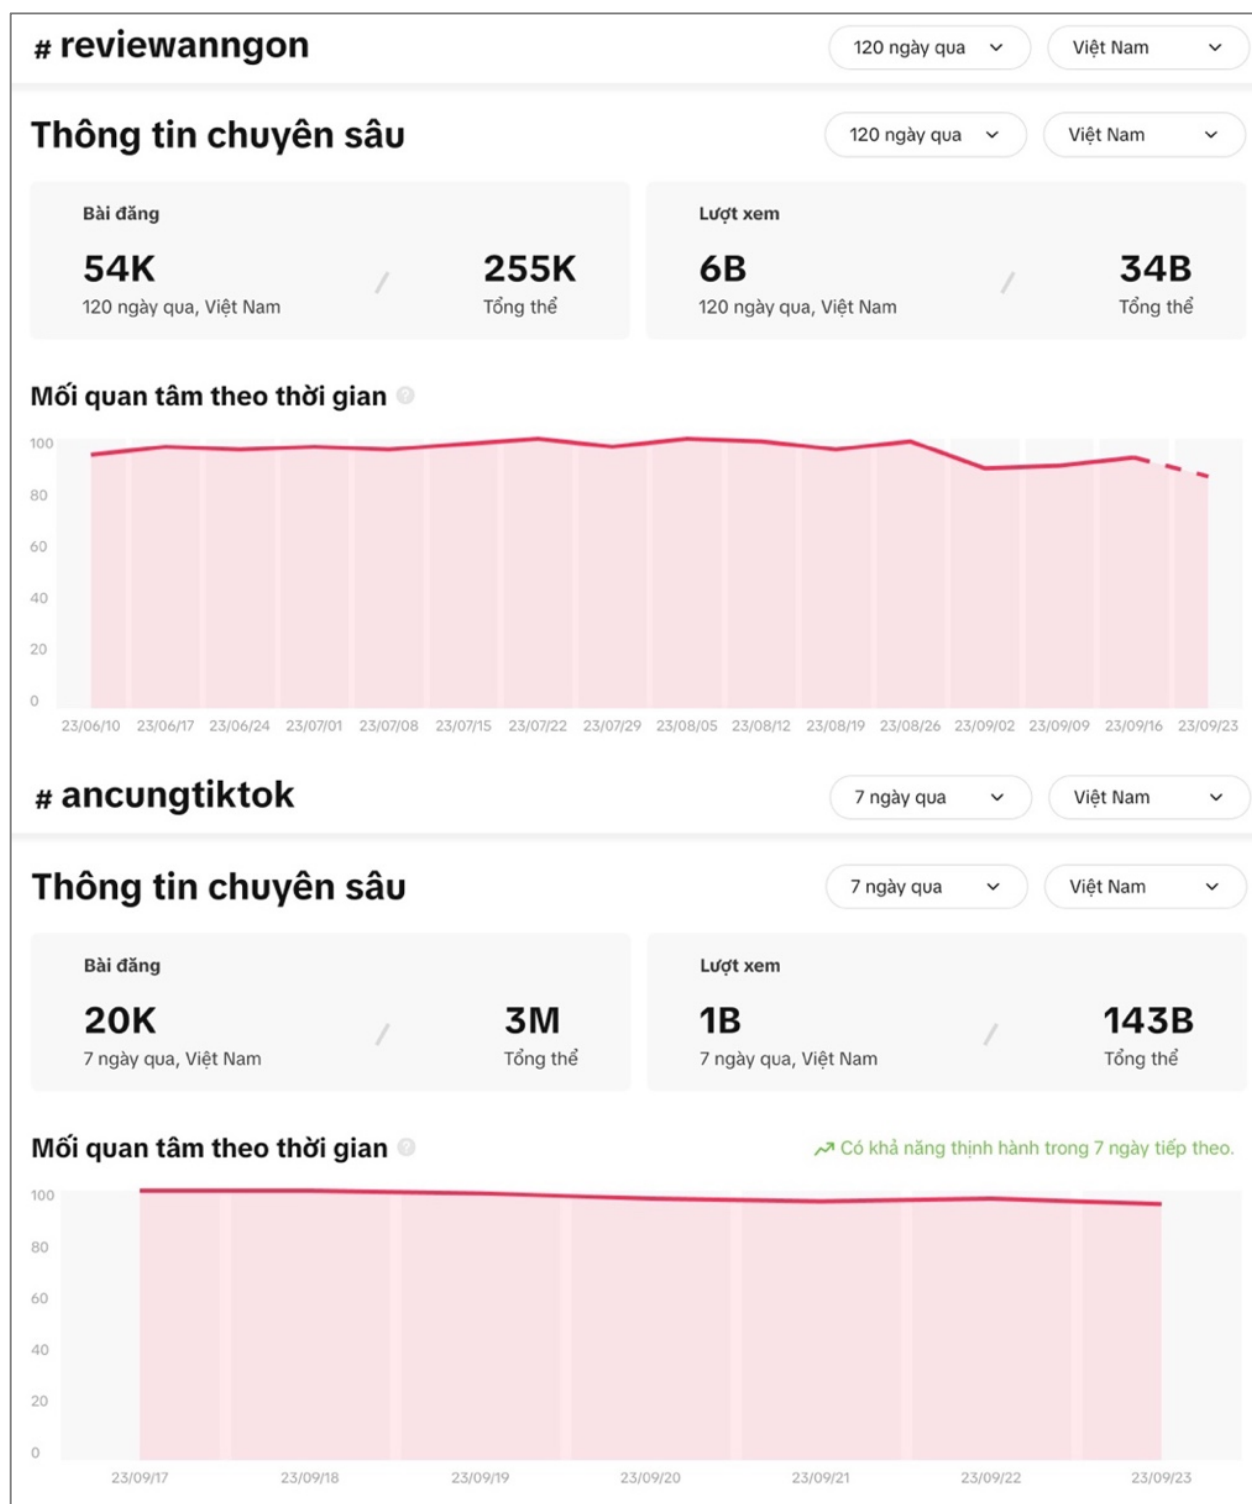 # reviewanngon 120 ngày qua Việt Nam
Thông tin chuyên sâu 120 ngày qua Việt Nam
Bài đăng Lượt xem
54K / 255K 6B / 34B
120 ngày qua, Việt Nam Tổng thể 120 ngày qua, Việt Nam Tổng thể
Mối quan tâm theo thời gian ?
100
80
60
40
20
0
23/06/10 23/06/17 23/06/24 23/07/01 23/07/08 23/07/15 23/07/22 23/07/29 23/08/05 23/08/12 23/08/19 23/08/26 23/09/02 23/09/09 23/09/16 23/09/23
# ancungtiktok 7 ngày qua Việt Nam
Thông tin chuyên sâu 7 ngày qua Việt Nam
Bài đăng Lượt xem
20K / 3M 1B / 143B
7 ngày qua, Việt Nam Tổng thể 7 ngày qua, Việt Nam Tổng thể
Mối quan tâm theo thời gian ? Có khả năng thịnh hành trong 7 ngày tiếp theo.
100
80
60
40
20
0
23/09/17 23/09/18 23/09/19 23/09/20 23/09/21 23/09/22 23/09/23